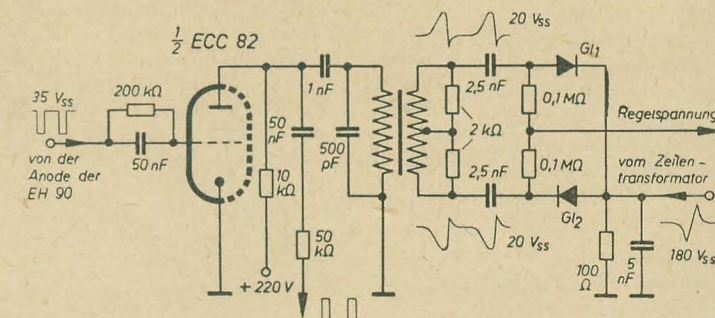 ½ ECC 82
35 Vss
200 kΩ
50 nF
von der
Anode der
EH 90
10
kΩ
+ 220 V
50
nF
50
kΩ
1 nF
500
pF
20 Vss
2,5 nF
2 kΩ
2,5 nF
20 Vss
Gl1
0,1 MΩ
0,1 MΩ
Gl2
Regelspannung
vom Zeilen-
transformator
100
Ω
5
nF
180 Vss